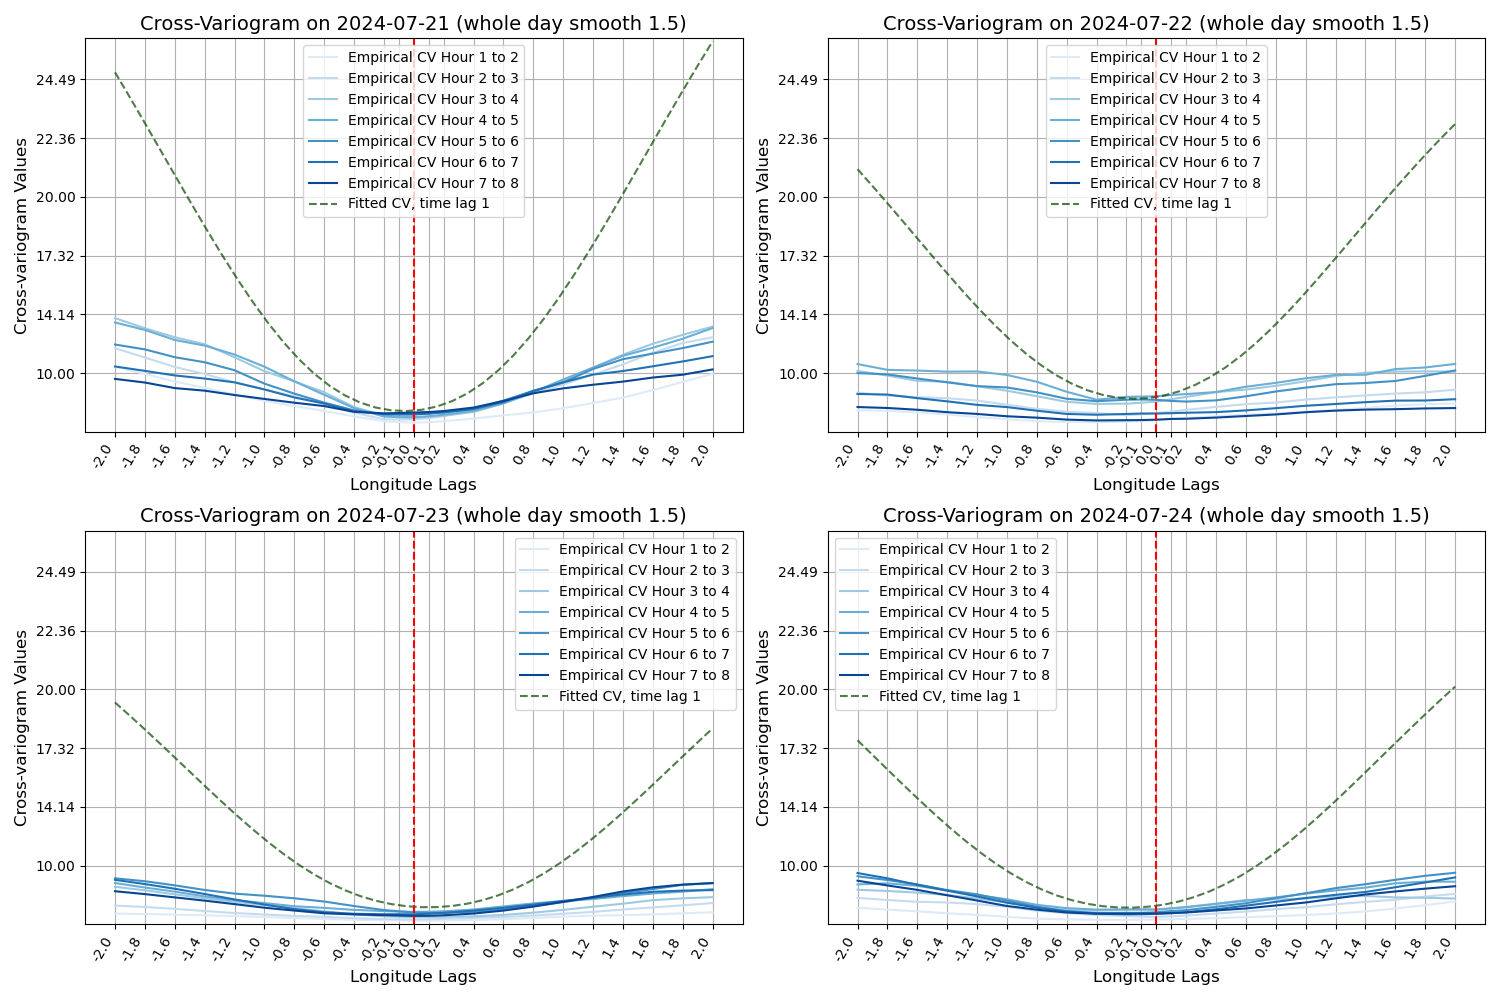 Cross-Variogram on 2024-07-21 (whole day smooth 1.5)
Cross-variogram Values
24.49
22.36
20.00
17.32
14.14
10.00
Empirical CV Hour 1 to 2
Empirical CV Hour 2 to 3
Empirical CV Hour 3 to 4
Empirical CV Hour 4 to 5
Empirical CV Hour 5 to 6
Empirical CV Hour 6 to 7
Empirical CV Hour 7 to 8
Fitted CV, time lag 1
-2.0 -1.8 -1.6 -1.4 -1.2 -1.0 -0.8 -0.6 -0.4 -0.2 -0.1 0.0 0.1 0.2 0.4 0.6 0.8 1.0 1.2 1.4 1.6 1.8 2.0
Longitude Lags
Cross-Variogram on 2024-07-22 (whole day smooth 1.5)
Cross-variogram Values
24.49
22.36
20.00
17.32
14.14
10.00
Empirical CV Hour 1 to 2
Empirical CV Hour 2 to 3
Empirical CV Hour 3 to 4
Empirical CV Hour 4 to 5
Empirical CV Hour 5 to 6
Empirical CV Hour 6 to 7
Empirical CV Hour 7 to 8
Fitted CV, time lag 1
-2.0 -1.8 -1.6 -1.4 -1.2 -1.0 -0.8 -0.6 -0.4 -0.2 -0.1 0.0 0.1 0.2 0.4 0.6 0.8 1.0 1.2 1.4 1.6 1.8 2.0
Longitude Lags
Cross-Variogram on 2024-07-23 (whole day smooth 1.5)
Cross-variogram Values
24.49
22.36
20.00
17.32
14.14
10.00
Empirical CV Hour 1 to 2
Empirical CV Hour 2 to 3
Empirical CV Hour 3 to 4
Empirical CV Hour 4 to 5
Empirical CV Hour 5 to 6
Empirical CV Hour 6 to 7
Empirical CV Hour 7 to 8
Fitted CV, time lag 1
-2.0 -1.8 -1.6 -1.4 -1.2 -1.0 -0.8 -0.6 -0.4 -0.2 -0.1 0.0 0.1 0.2 0.4 0.6 0.8 1.0 1.2 1.4 1.6 1.8 2.0
Longitude Lags
Cross-Variogram on 2024-07-24 (whole day smooth 1.5)
Cross-variogram Values
24.49
22.36
20.00
17.32
14.14
10.00
Empirical CV Hour 1 to 2
Empirical CV Hour 2 to 3
Empirical CV Hour 3 to 4
Empirical CV Hour 4 to 5
Empirical CV Hour 5 to 6
Empirical CV Hour 6 to 7
Empirical CV Hour 7 to 8
Fitted CV, time lag 1
-2.0 -1.8 -1.6 -1.4 -1.2 -1.0 -0.8 -0.6 -0.4 -0.2 -0.1 0.0 0.1 0.2 0.4 0.6 0.8 1.0 1.2 1.4 1.6 1.8 2.0
Longitude Lags